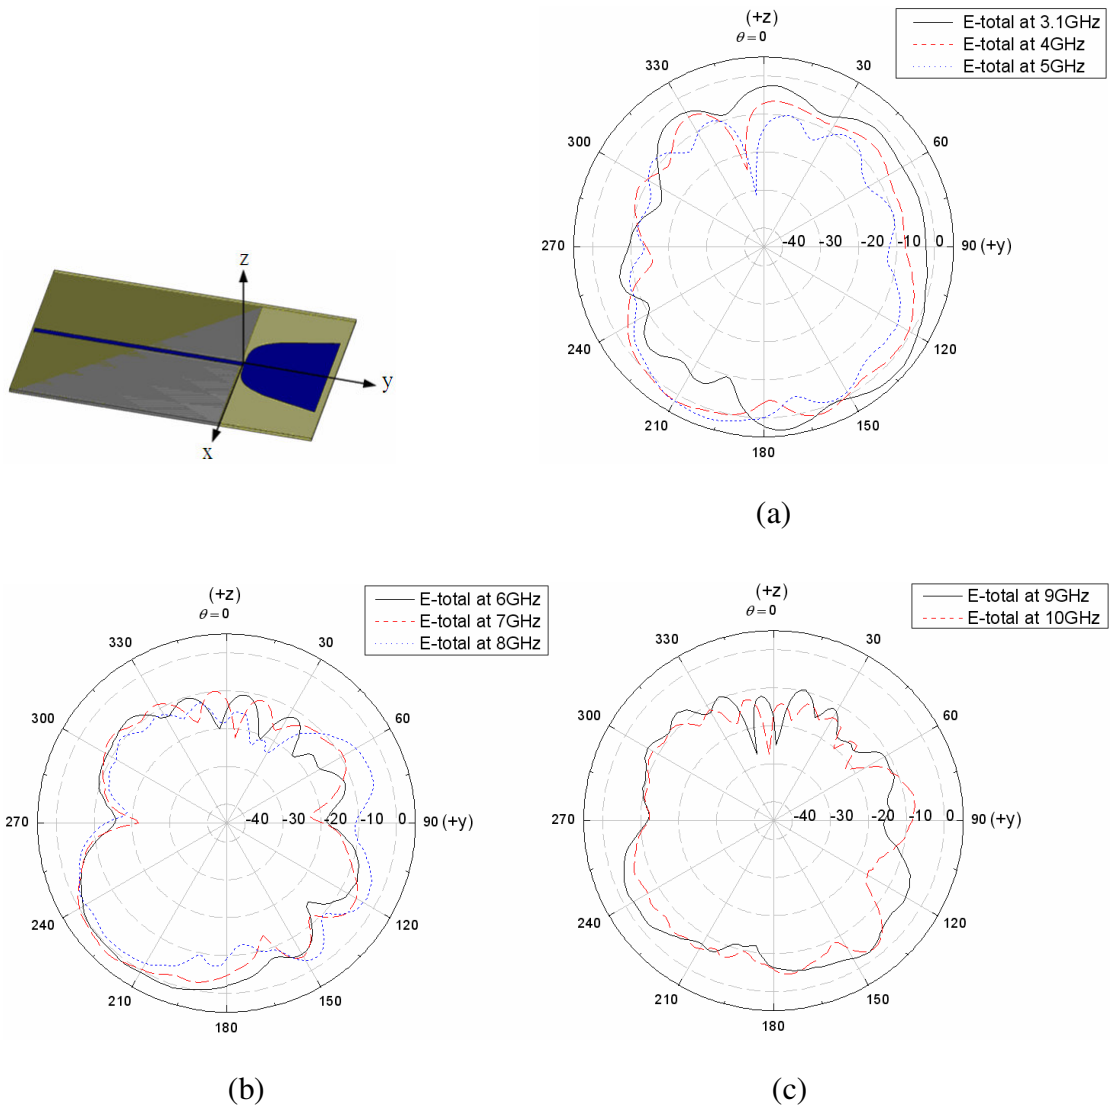 z
y
x
(+z)
θ = 0
E-total at 3.1GHz
E-total at 4GHz
E-total at 5GHz
330
30
300
60
270
-40 -30 -20 -10 0
90 (+y)
240
120
210
150
180
(a)
(+z)
θ = 0
E-total at 6GHz
E-total at 7GHz
E-total at 8GHz
330
30
300
60
270
-40 -30 -20 -10 0
90 (+y)
240
120
210
150
180
(b)
(+z)
θ = 0
E-total at 9GHz
E-total at 10GHz
330
30
300
60
270
-40 -30 -20 -10 0
90 (+y)
240
120
210
150
180
(c)